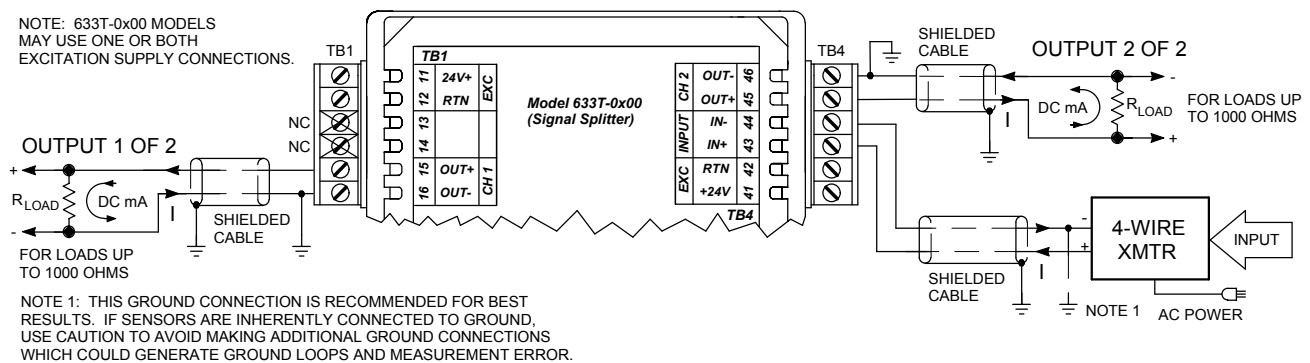 NOTE: 633T-0x00 MODELS
MAY USE ONE OR BOTH
EXCITATION SUPPLY CONNECTIONS.
TB1
TB1
11 24V+
12 RTN
EXC
13
14
15 OUT+
16 OUT-
CH 1
NC
NC
Model 633T-0x00
(Signal Splitter)
TB4
CH 2
OUT- 46
OUT+ 45
INPUT
IN- 44
IN+ 43
EXC
RTN 42
+24V 41
TB4
OUTPUT 1 OF 2
+
RLOAD
DC mA
I
-
SHIELDED
CABLE
FOR LOADS UP
TO 1000 OHMS
SHIELDED
CABLE
OUTPUT 2 OF 2
-
DC mA
RLOAD
I
+
FOR LOADS UP
TO 1000 OHMS
-
+
4-WIRE
XMTR
INPUT
I
SHIELDED
CABLE
NOTE 1
AC POWER
NOTE 1: THIS GROUND CONNECTION IS RECOMMENDED FOR BEST
RESULTS. IF SENSORS ARE INHERENTLY CONNECTED TO GROUND,
USE CAUTION TO AVOID MAKING ADDITIONAL GROUND CONNECTIONS
WHICH COULD GENERATE GROUND LOOPS AND MEASUREMENT ERROR.